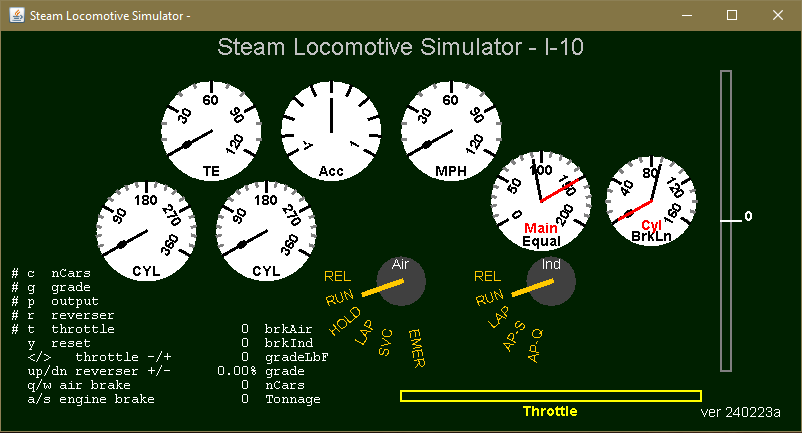 Steam Locomotive Simulator -
Steam Locomotive Simulator - I-10
30 60 90 120 TE
-1 1 Acc
30 60 90 120 MPH
0 50 100 150 200 Main Equal
0 40 80 120 160 Cyl BrkLn
90 180 270 360 CYL
90 180 270 360 CYL
0
Air
REL
RUN
HOLD
LAP
SVC
EMER
Ind
REL
RUN
LAP
AP-S
AP-Q
# c nCars
# g grade
# p output
# r reverser
# t throttle 0 brkAir
y reset 0 brkInd
</> throttle -/+ 0 gradeLbF
up/dn reverser +/- 0.00% grade
q/w air brake 0 nCars
a/s engine brake 0 Tonnage
Throttle
ver 240223a